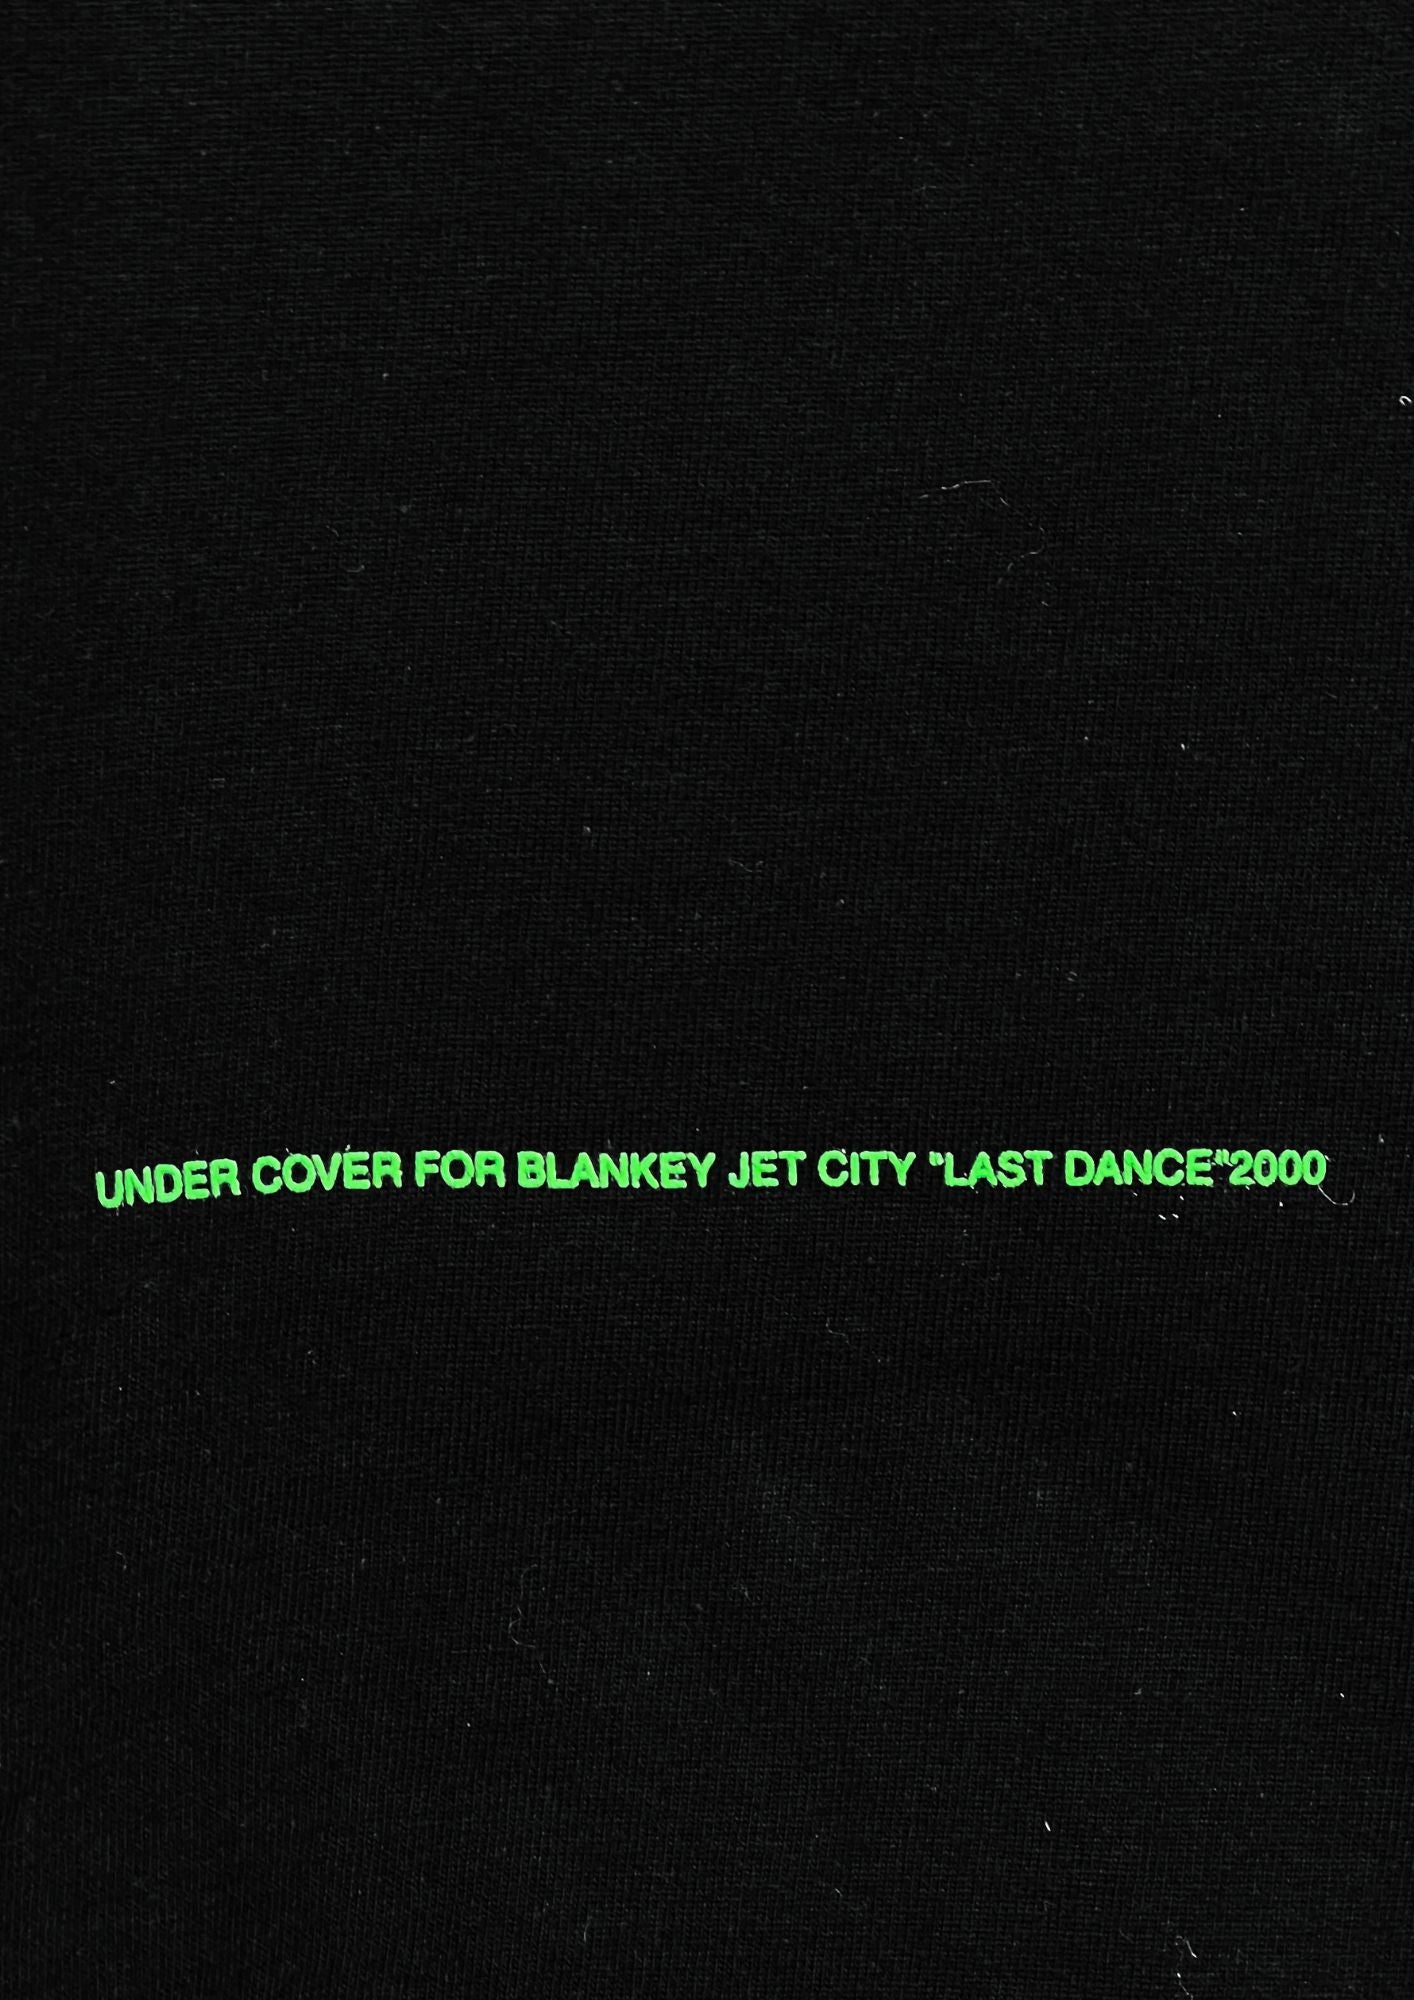 UNDER COVER FOR BLANKEY JET CITY "LAST DANCE"2000